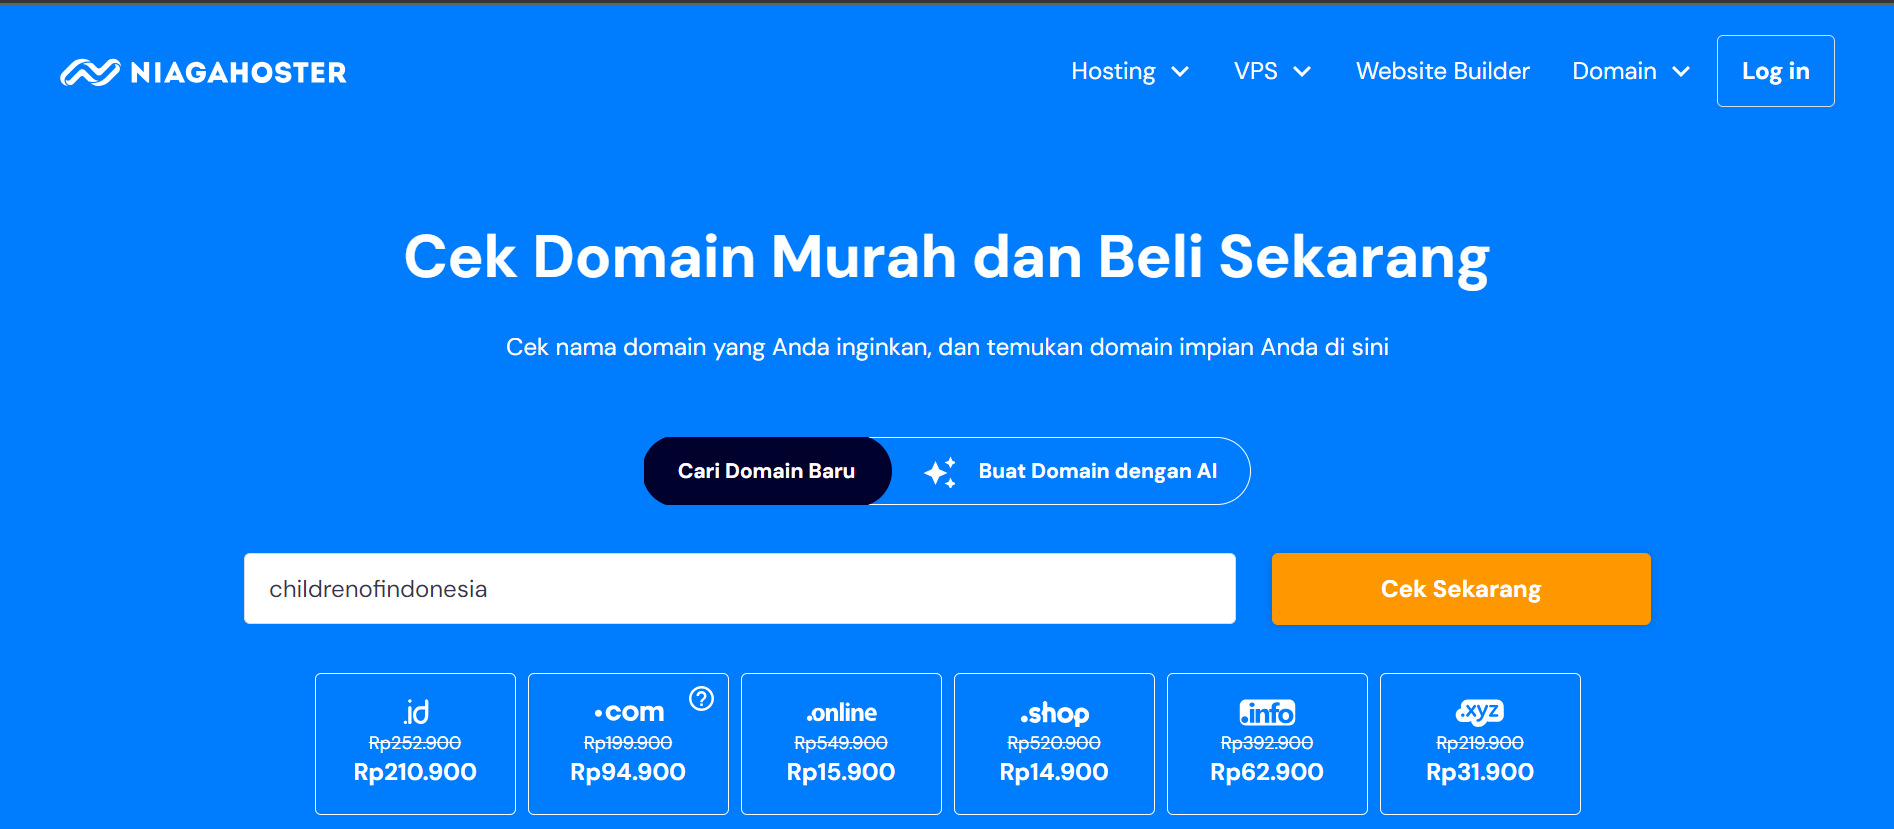 NIAGAHOSTER
Hosting VPS Website Builder Domain Log in
Cek Domain Murah dan Beli Sekarang
Cek nama domain yang Anda inginkan, dan temukan domain impian Anda di sini
Cari Domain Baru Buat Domain dengan AI
childrenofindonesia Cek Sekarang
.id .com ? .online .shop .info .xyz
Rp252.900 Rp199.900 Rp549.900 Rp520.900 Rp392.900 Rp219.900
Rp210.900 Rp94.900 Rp15.900 Rp14.900 Rp62.900 Rp31.900